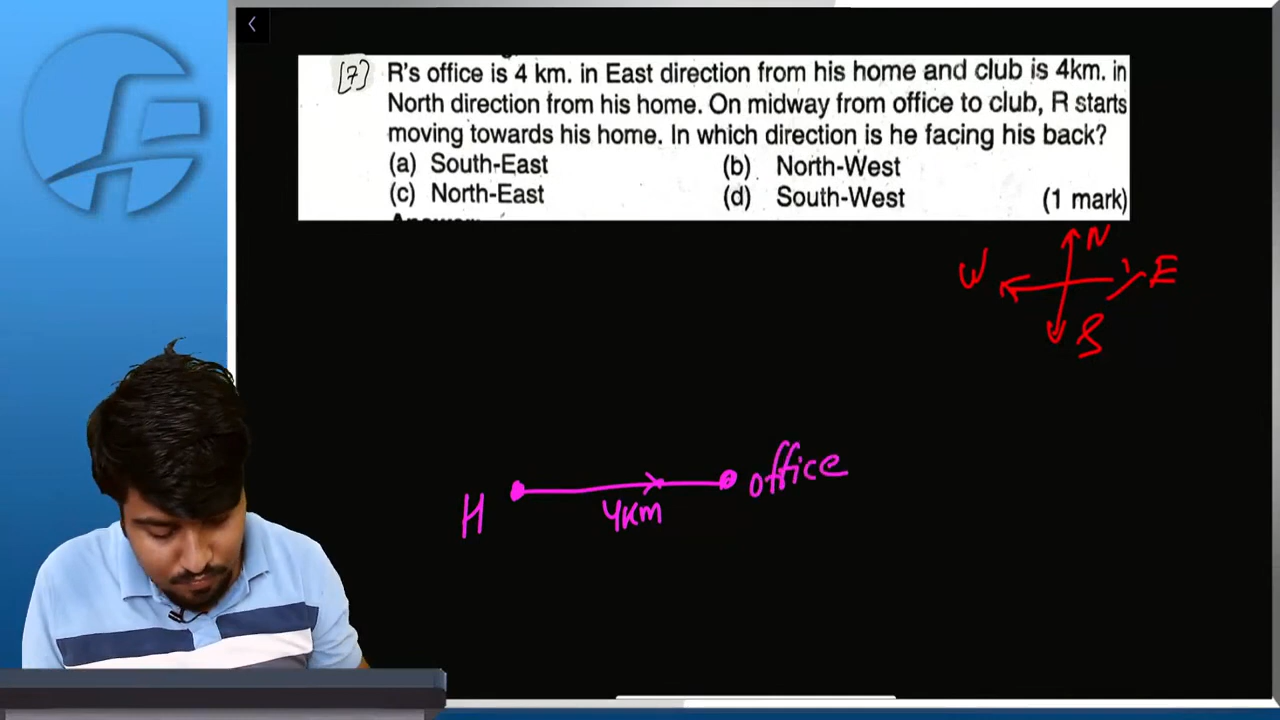 [7] R's office is 4 km. in East direction from his home and club is 4km. in
North direction from his home. On midway from office to club, R starts
moving towards his home. In which direction is he facing his back?
(a) South-East (b) North-West
(c) North-East (d) South-West (1 mark)
N
W E
S
office
H 4km